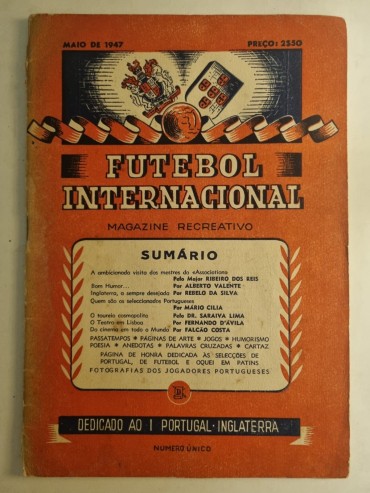 MAIO DE 1947 PREÇO: 2$50
FUTEBOL
INTERNACIONAL
MAGAZINE RECREATIVO
SUMÁRIO
A ambicionada visita dos mestres da «Association»
Pelo Major RIBEIRO DOS REIS
Bom Humor... Por ALBERTO VALENTE
Inglaterra, a sempre desejada Por REBELO DA SILVA
Quem são os seleccionados Portugueses
Por MÁRIO CILIA
O toureio cosmopolita Pelo DR. SARAIVA LIMA
O Teatro em Lisboa Por FERNANDO D'ÁVILA
Do cinema em todo o Mundo Por FALCÃO COSTA
PASSATEMPOS * PÁGINAS DE ARTE * JOGOS * HUMORISMO
POESIA * ANEDOTAS * PALAVRAS CRUZADAS * CARTAZ
PÁGINA DE HONRA DEDICADA ÀS SELECÇÕES DE
PORTUGAL, DE FUTEBOL E OQUEI EM PATINS
FOTOGRAFIAS DOS JOGADORES PORTUGUESES
DEDICADO AO I PORTUGAL-INGLATERRA
NUMERO ÚNICO